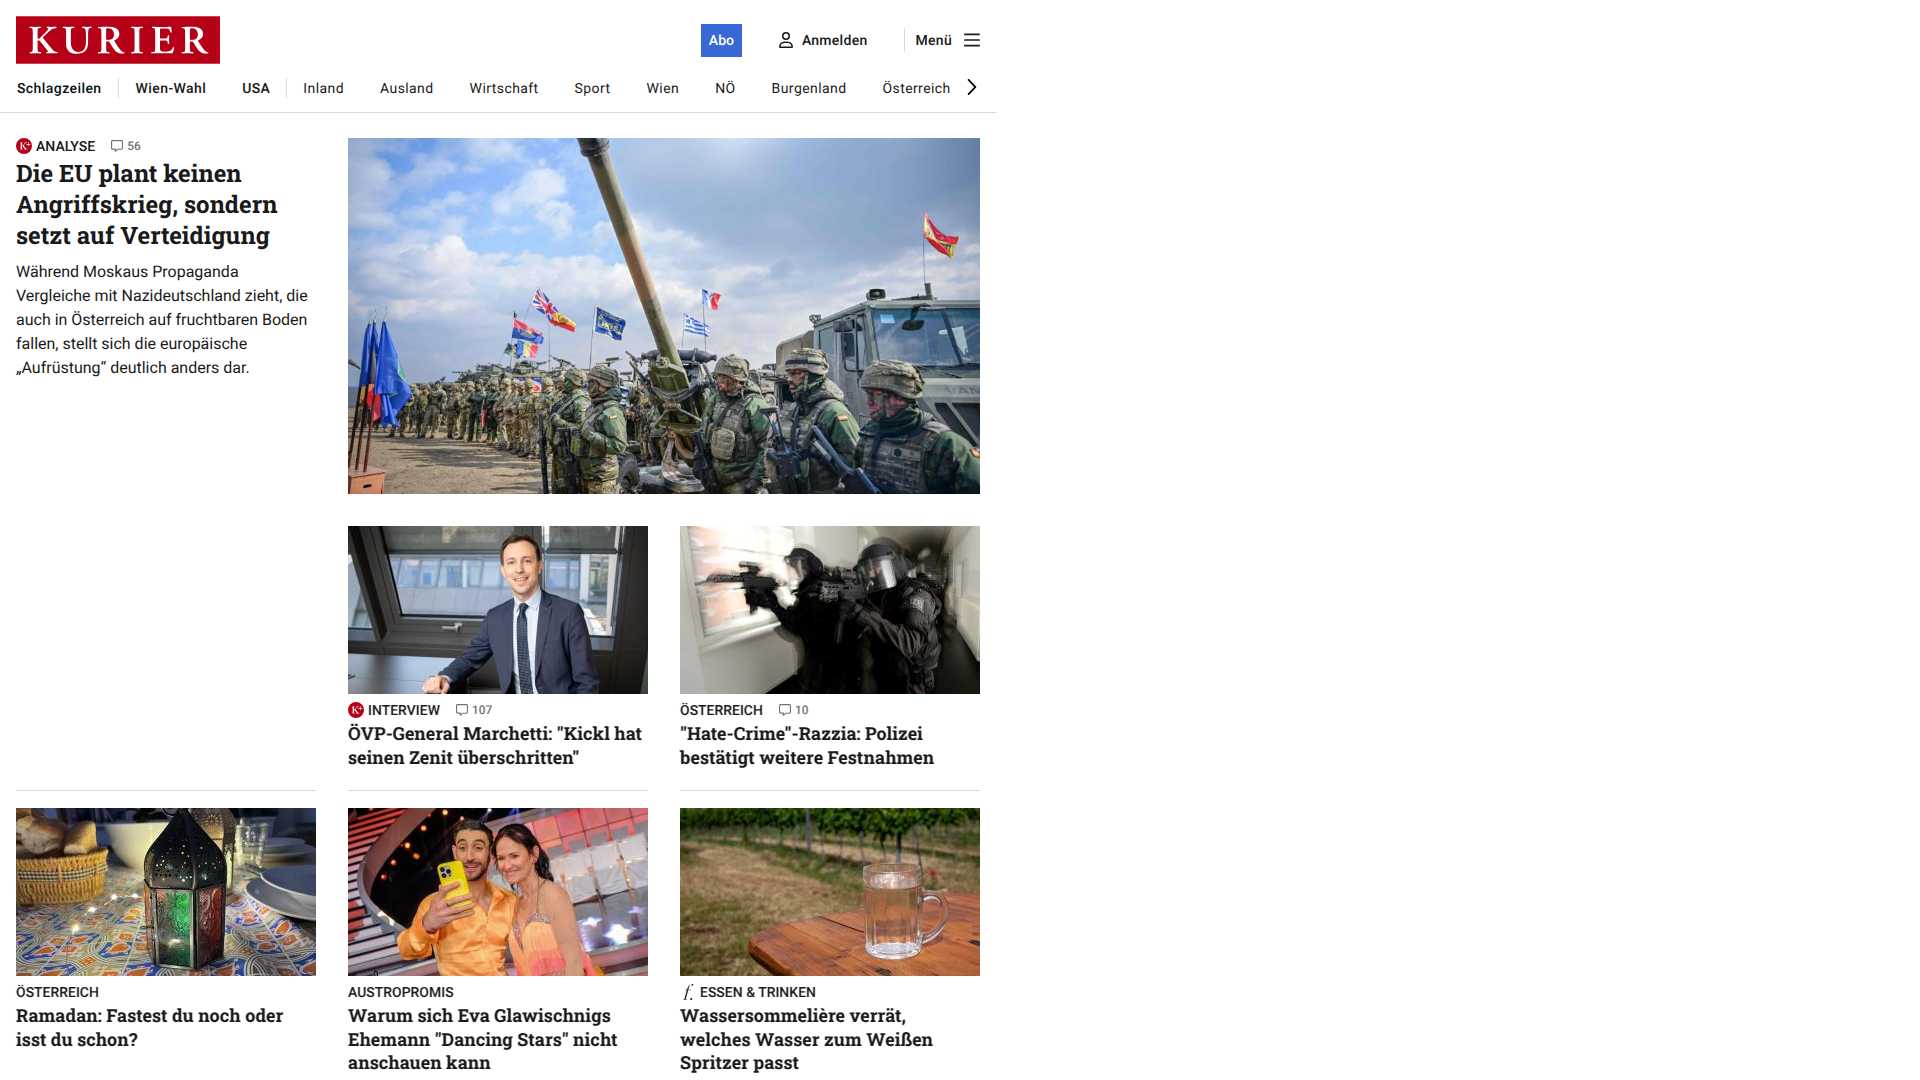 KURIER
Abo
Anmelden
Menü
Schlagzeilen
Wien-Wahl
USA
Inland
Ausland
Wirtschaft
Sport
Wien
NÖ
Burgenland
Österreich
K+ ANALYSE 56
Die EU plant keinen
Angriffskrieg, sondern
setzt auf Verteidigung
Während Moskaus Propaganda
Vergleiche mit Nazideutschland zieht, die
auch in Österreich auf fruchtbaren Boden
fallen, stellt sich die europäische
„Aufrüstung“ deutlich anders dar.
K+ INTERVIEW 107
ÖVP-General Marchetti: "Kickl hat
seinen Zenit überschritten"
ÖSTERREICH 10
"Hate-Crime"-Razzia: Polizei
bestätigt weitere Festnahmen
ÖSTERREICH
Ramadan: Fastest du noch oder
isst du schon?
AUSTROPROMIS
Warum sich Eva Glawischnigs
Ehemann "Dancing Stars" nicht
anschauen kann
f. ESSEN & TRINKEN
Wassersommelière verrät,
welches Wasser zum Weißen
Spritzer passt